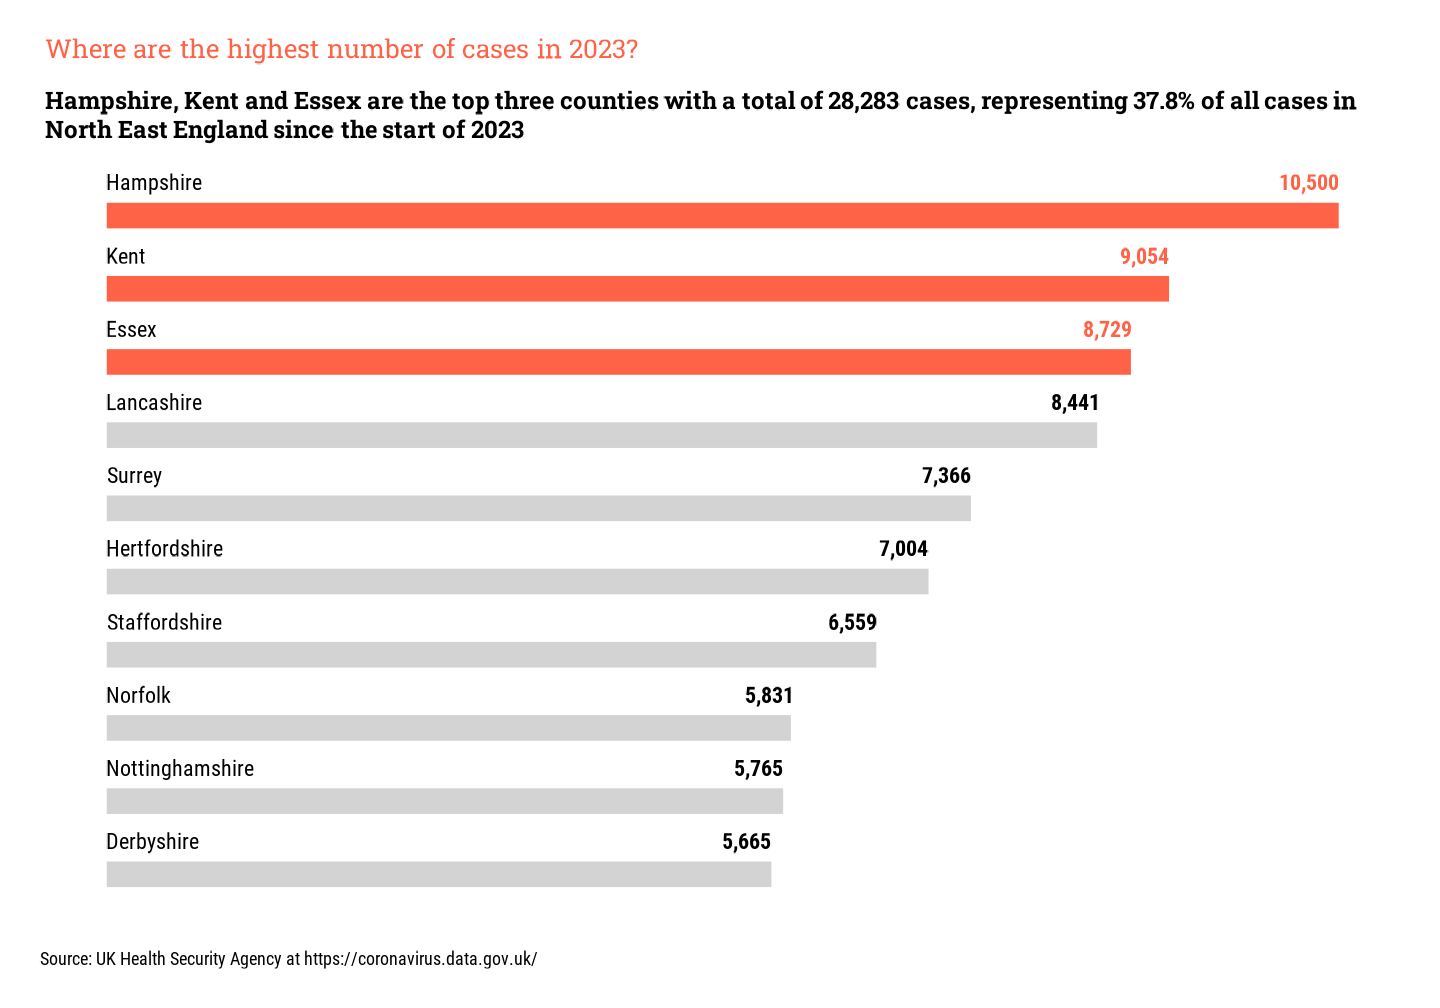 Where are the highest number of cases in 2023?
Hampshire, Kent and Essex are the top three counties with a total of 28,283 cases, representing 37.8% of all cases in
North East England since the start of 2023
Hampshire 10,500
Kent 9,054
Essex 8,729
Lancashire 8,441
Surrey 7,366
Hertfordshire 7,004
Staffordshire 6,559
Norfolk 5,831
Nottinghamshire 5,765
Derbyshire 5,665
Source: UK Health Security Agency at https://coronavirus.data.gov.uk/